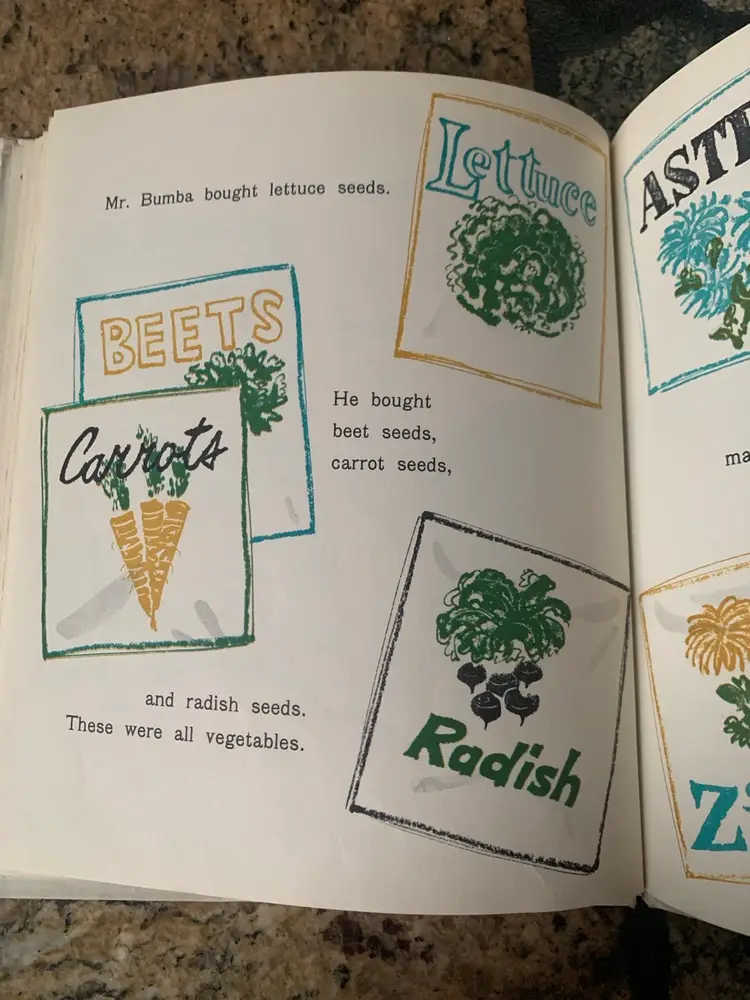 Mr. Bumba bought lettuce seeds.
Lettuce
BEETS
Carrots
He bought
beet seeds,
carrot seeds,
and radish seeds.
These were all vegetables.
Radish